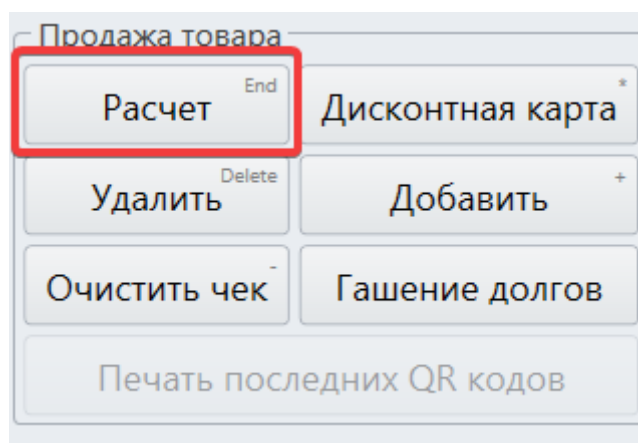 Продажа товара
Расчет End
Дисконтная карта *
Удалить Delete
Добавить +
Очистить чек -
Гашение долгов
Печать последних QR кодов